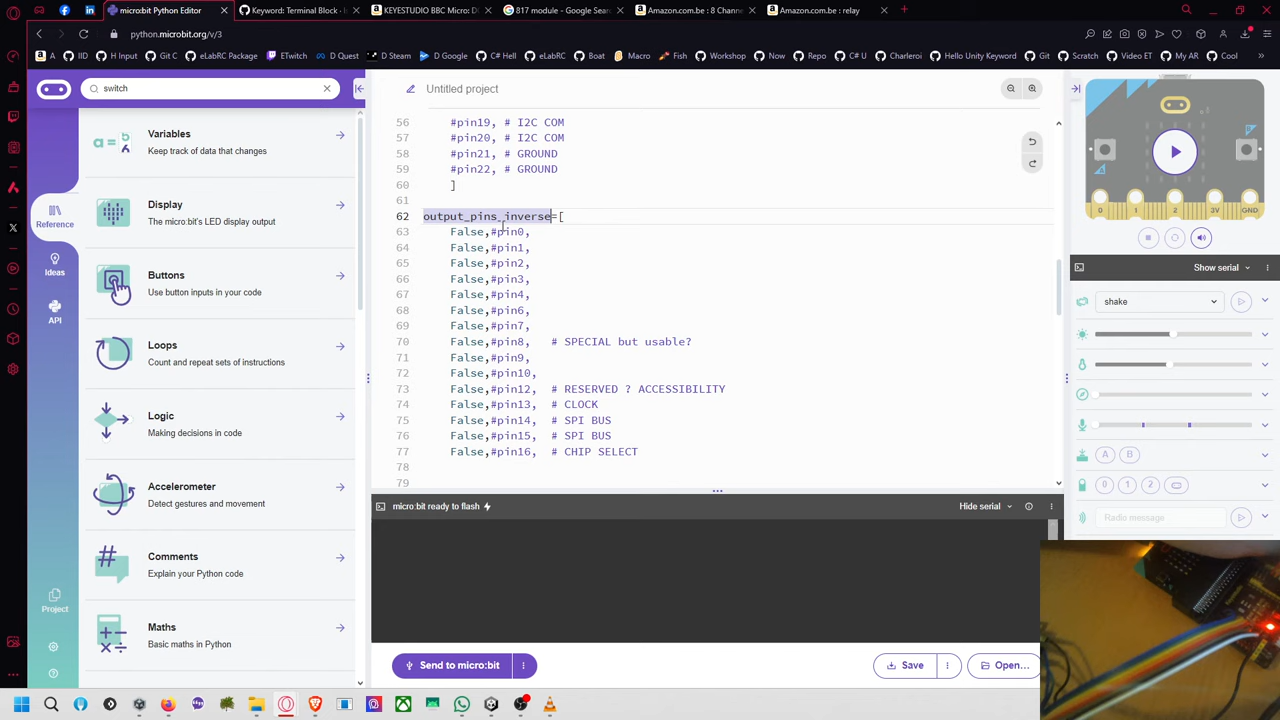 micro:bit Python Editor
Keyword: Terminal Block · I
KEYESTUDIO BBC Micro: D
817 module - Google Sear
Amazon.com.be : 8 Channe
Amazon.com.be : relay
python.microbit.org/v/3
A
IID
H Input
Git C
eLabRC Package
ETwitch
D Quest
D Steam
D Google
C# Hell
eLabRC
Boat
Macro
Fish
Workshop
Now
Repo
C# U
Charleroi
Hello Unity Keyword
Git
Scratch
YouTube
Event Video
My AR
Other
switch
Untitled project
Variables
Keep track of data that changes
Display
The micro:bit's LED display output
Buttons
Use button inputs in your code
Loops
Count and repeat sets of instructions
Logic
Making decisions in code
Accelerometer
Detect gestures and movement
Comments
Explain your Python code
Maths
Basic maths in Python
Reference
Ideas
API
Project
56 #pin19, # I2C COM
57 #pin20, # I2C COM
58 #pin21, # GROUND
59 #pin22, # GROUND
60 ]
61
62 output_pins_inverse=[
63 False,#pin0,
64 False,#pin1,
65 False,#pin2,
66 False,#pin3,
67 False,#pin4,
68 False,#pin6,
69 False,#pin7,
70 False,#pin8, # SPECIAL but usable?
71 False,#pin9,
72 False,#pin10,
73 False,#pin12, # RESERVED ? ACCESSIBILITY
74 False,#pin13, # CLOCK
75 False,#pin14, # SPI BUS
76 False,#pin15, # SPI BUS
77 False,#pin16, # CHIP SELECT
78
79
micro:bit ready to flash
Hide serial
Send to micro:bit
Save
Open...
0 1 2 3V GND
Show serial
shake
A B
0 1 2
Radio message